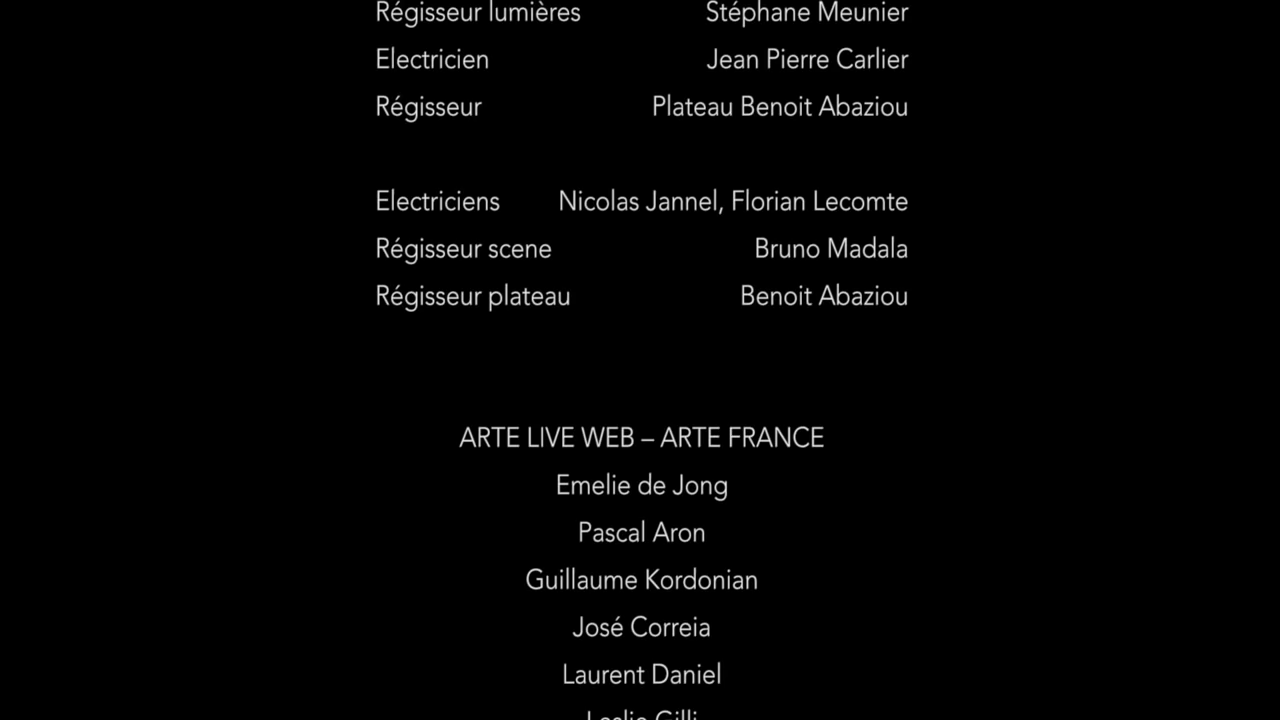 Régisseur lumières Stéphane Meunier
Electricien Jean Pierre Carlier
Régisseur Plateau Benoit Abaziou
Electriciens Nicolas Jannel, Florian Lecomte
Régisseur scene Bruno Madala
Régisseur plateau Benoit Abaziou
ARTE LIVE WEB – ARTE FRANCE
Emelie de Jong
Pascal Aron
Guillaume Kordonian
José Correia
Laurent Daniel